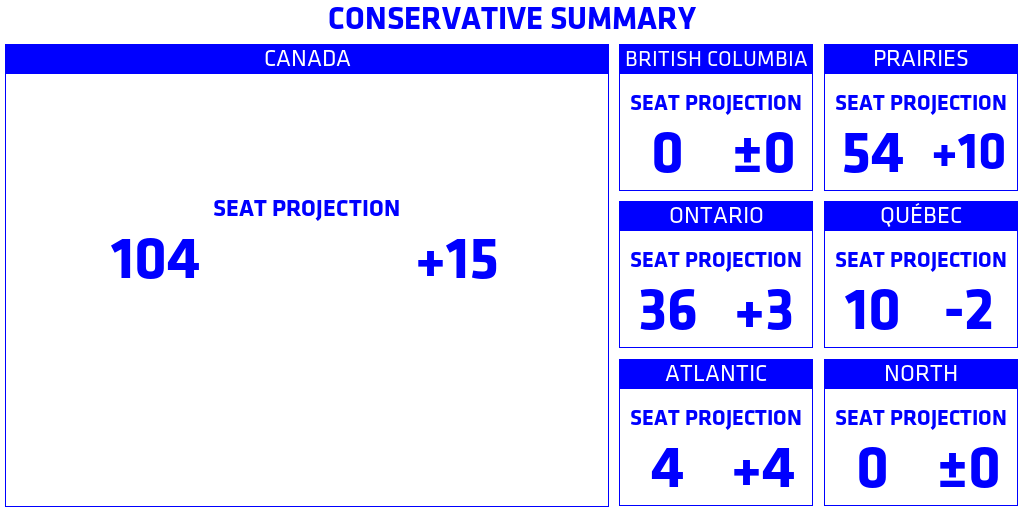 CONSERVATIVE SUMMARY
CANADA
SEAT PROJECTION
104 +15
BRITISH COLUMBIA
SEAT PROJECTION
0 ±0
PRAIRIES
SEAT PROJECTION
54 +10
ONTARIO
SEAT PROJECTION
36 +3
QUÉBEC
SEAT PROJECTION
10 -2
ATLANTIC
SEAT PROJECTION
4 +4
NORTH
SEAT PROJECTION
0 ±0